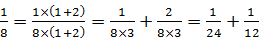 1/8 = 1×(1+2)/8×(1+2) = 1/8×3 + 2/8×3 = 1/24 + 1/12